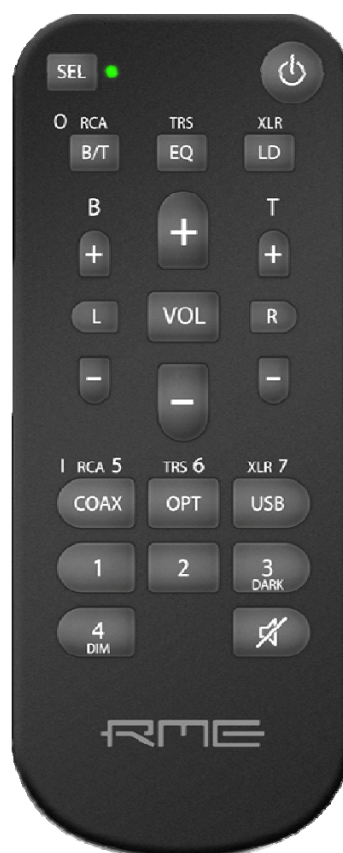 SEL
O RCA TRS XLR
B/T EQ LD
B + T
+ +
L VOL R
- - -
I RCA 5 TRS 6 XLR 7
COAX OPT USB
1 2 3
DARK
4
DIM
RME